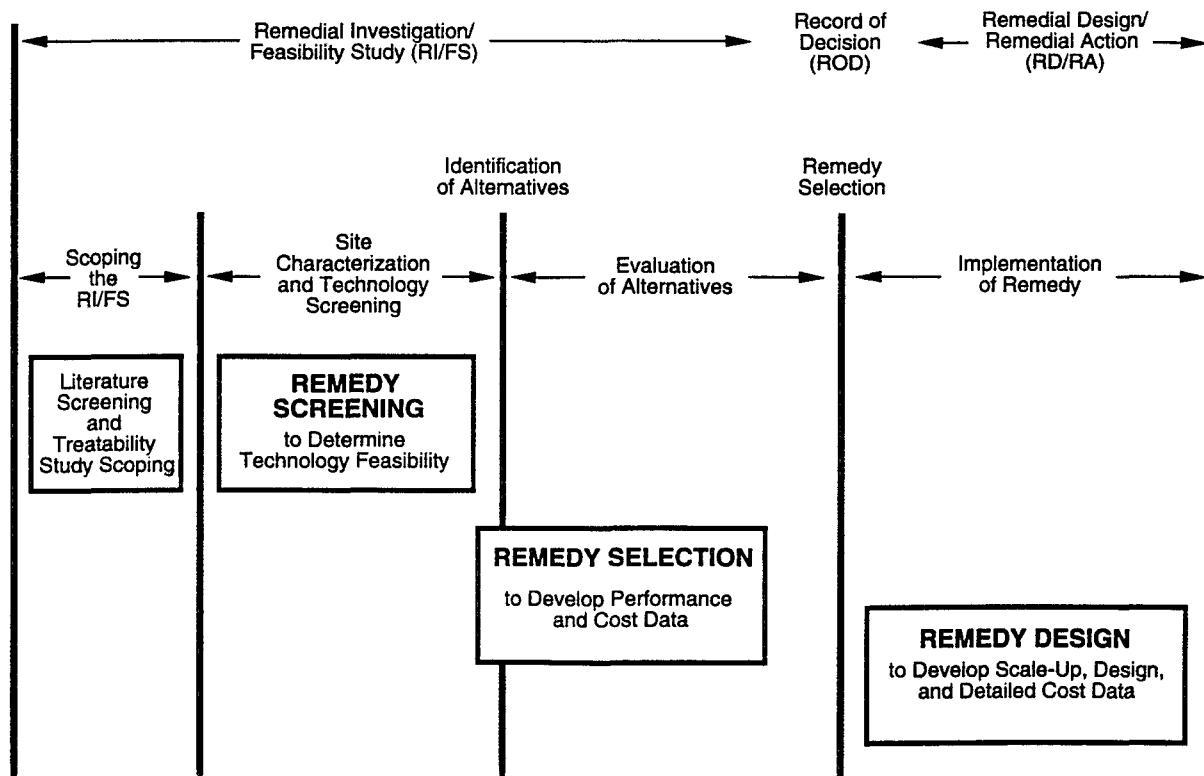 Remedial Investigation/
Feasibility Study (RI/FS)
Record of
Decision
(ROD)
Remedial Design/
Remedial Action
(RD/RA)
Identification
of Alternatives
Remedy
Selection
Scoping
the
RI/FS
Site
Characterization
and Technology
Screening
Evaluation
of Alternatives
Implementation
of Remedy
Literature
Screening
and
Treatability
Study Scoping
REMEDY
SCREENING
to Determine
Technology Feasibility
REMEDY SELECTION
to Develop Performance
and Cost Data
REMEDY DESIGN
to Develop Scale-Up, Design,
and Detailed Cost Data